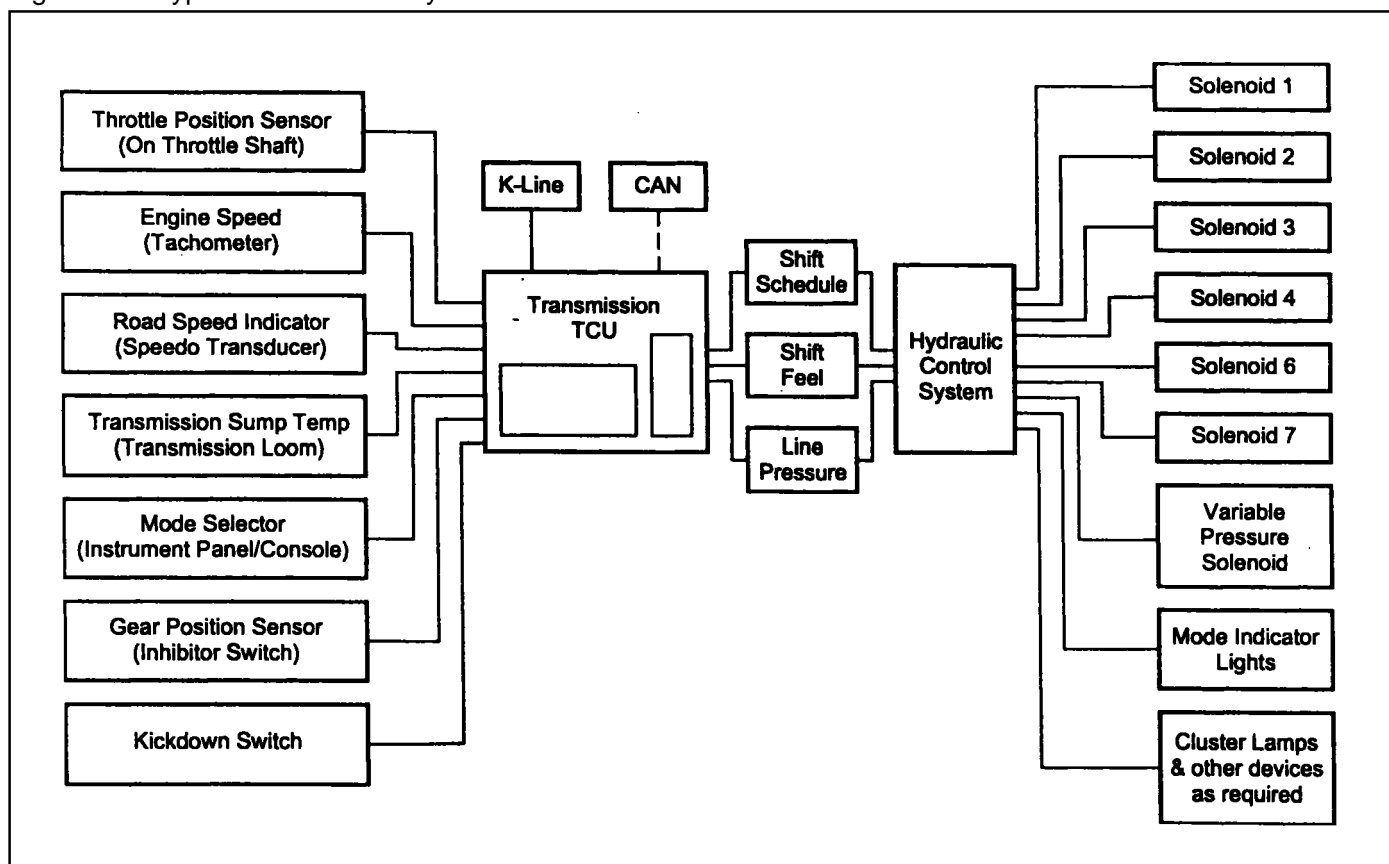 Throttle Position Sensor
(On Throttle Shaft)
Engine Speed
(Tachometer)
Road Speed Indicator
(Speedo Transducer)
Transmission Sump Temp
(Transmission Loom)
Mode Selector
(Instrument Panel/Console)
Gear Position Sensor
(Inhibitor Switch)
Kickdown Switch
K-Line
CAN
Transmission
TCU
Shift
Schedule
Shift
Feel
Line
Pressure
Hydraulic
Control
System
Solenoid 1
Solenoid 2
Solenoid 3
Solenoid 4
Solenoid 6
Solenoid 7
Variable
Pressure
Solenoid
Mode Indicator
Lights
Cluster Lamps
& other devices
as required